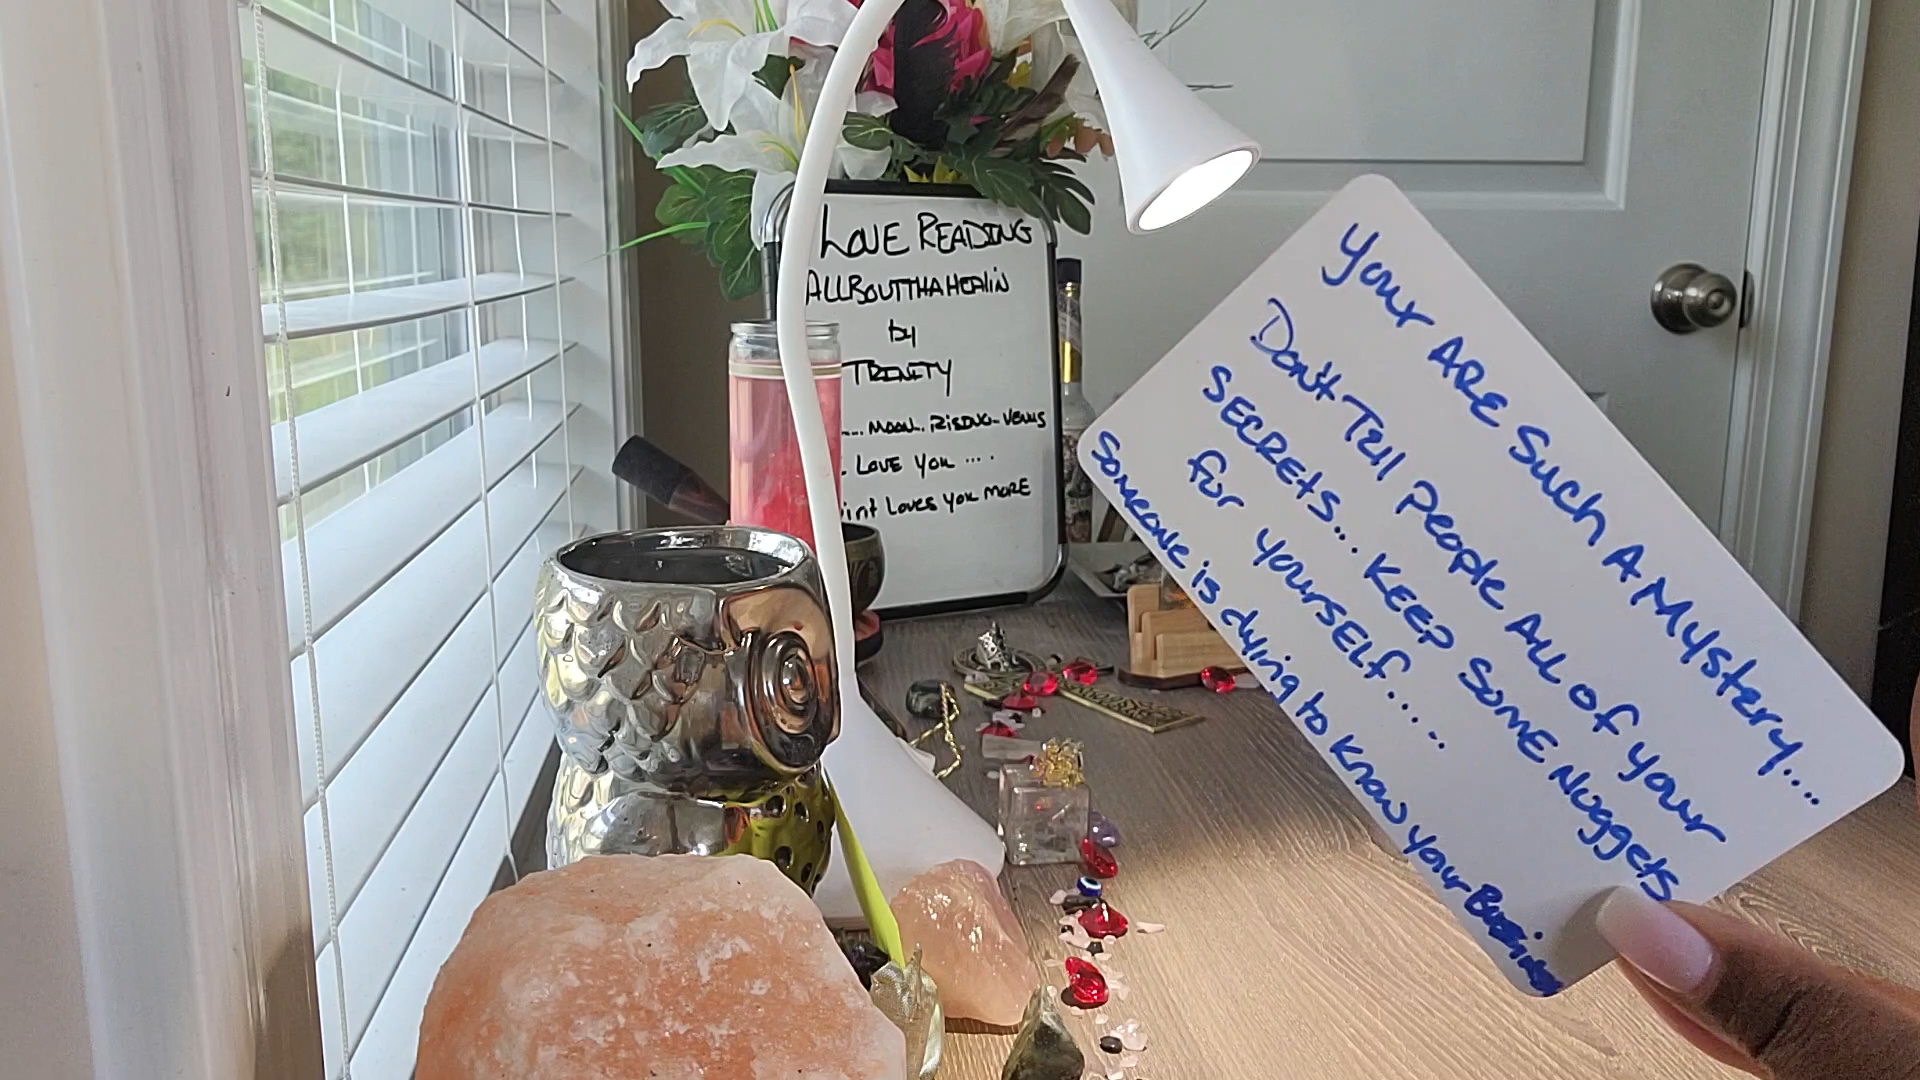 LOVE READING
ALLBOUTTHAHEALIN
by
TRINITY
... MOON.. RISING- VENUS
LOVE YOU ....
LOVES YOU MORE
Your ARE Such A Mystery...
Don't Tell People All of your
SECRETS... KEEP SOME NuggetS
for yourSELF....
SOMEONE is dying to know your